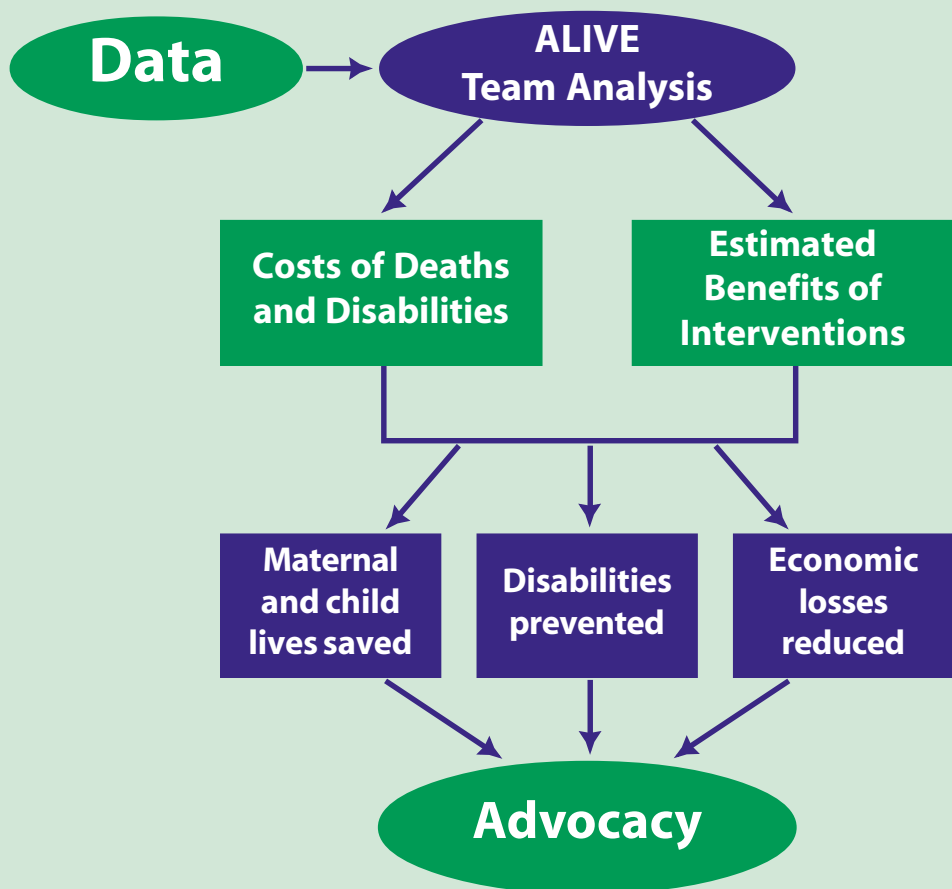 Data
ALIVE
Team Analysis
Costs of Deaths
and Disabilities
Estimated
Benefits of
Interventions
Maternal
and child
lives saved
Disabilities
prevented
Economic
losses
reduced
Advocacy